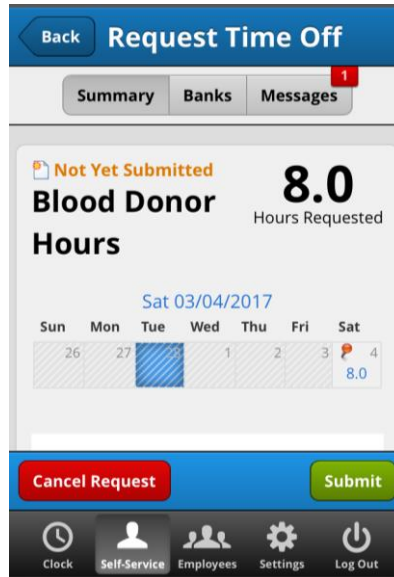 Back Request Time Off
1
Summary Banks Messages
Not Yet Submitted
Blood Donor
Hours
8.0
Hours Requested
Sat 03/04/2017
Sun Mon Tue Wed Thu Fri Sat
26 27 1 2 3 4
8.0
Cancel Request Submit
Clock Self-Service Employees Settings Log Out